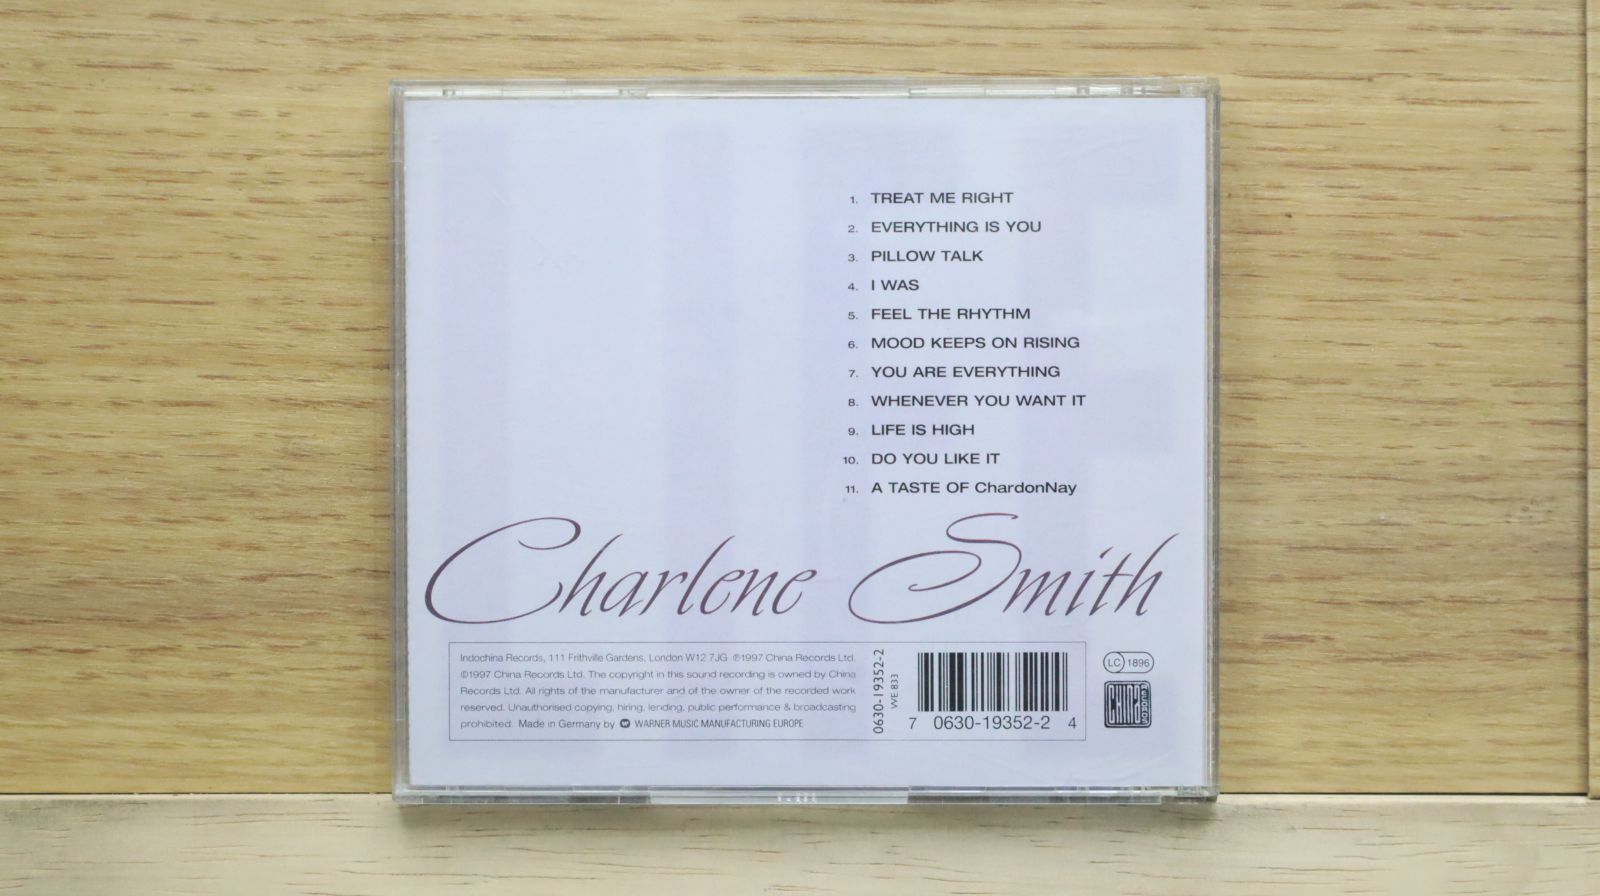 1. TREAT ME RIGHT
2. EVERYTHING IS YOU
3. PILLOW TALK
4. I WAS
5. FEEL THE RHYTHM
6. MOOD KEEPS ON RISING
7. YOU ARE EVERYTHING
8. WHENEVER YOU WANT IT
9. LIFE IS HIGH
10. DO YOU LIKE IT
11. A TASTE OF ChardonNay
Charlene Smith
Indochina Records, 111 Frithville Gardens, London W12 7JG ℗1997 China Records Ltd.
©1997 China Records Ltd. The copyright in this sound recording is owned by China
Records Ltd. All rights of the manufacturer and of the owner of the recorded work
reserved. Unauthorised copying, hiring, lending, public performance & broadcasting
prohibited. Made in Germany by WARNER MUSIC MANUFACTURING EUROPE
0630-19352-2
WE 833
7 0630-19352-2 4
LC 1896
CHINA